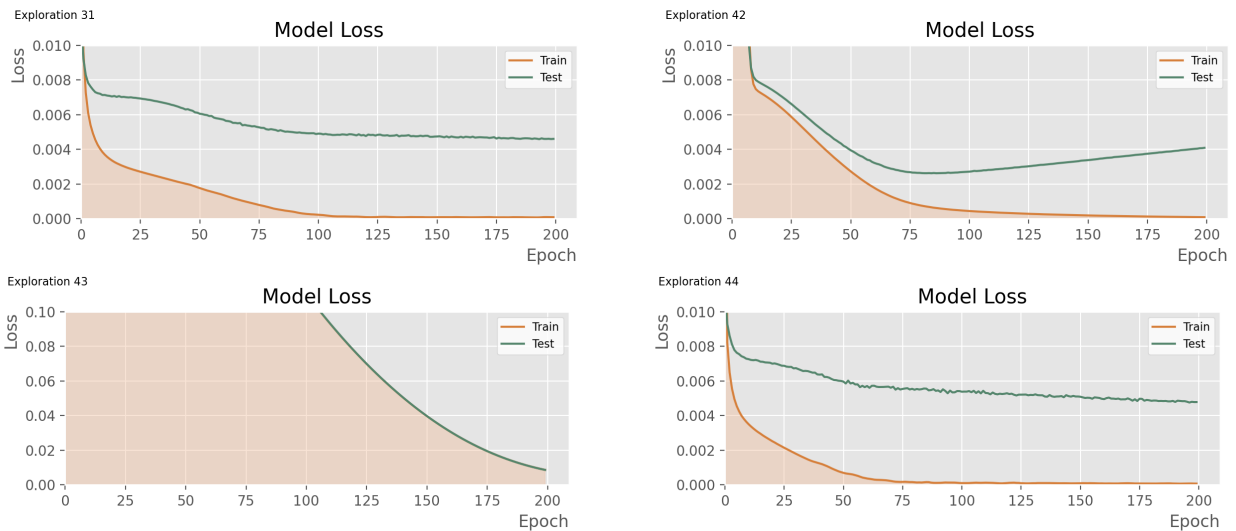 Exploration 31
Model Loss
Loss
0.010
0.008
0.006
0.004
0.002
0.000
Train
Test
0 25 50 75 100 125 150 175 200
Epoch
Exploration 42
Model Loss
Loss
0.010
0.008
0.006
0.004
0.002
0.000
Train
Test
0 25 50 75 100 125 150 175 200
Epoch
Exploration 43
Model Loss
Loss
0.10
0.08
0.06
0.04
0.02
0.00
Train
Test
0 25 50 75 100 125 150 175 200
Epoch
Exploration 44
Model Loss
Loss
0.010
0.008
0.006
0.004
0.002
0.000
Train
Test
0 25 50 75 100 125 150 175 200
Epoch